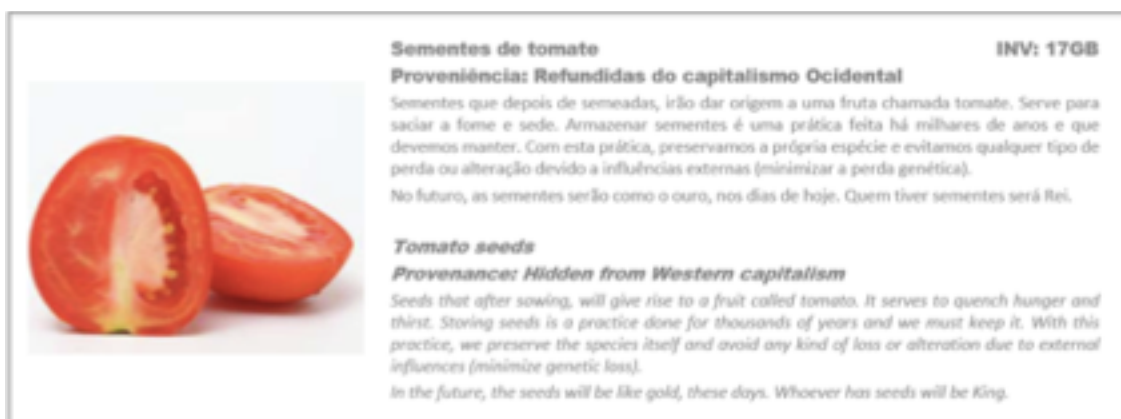 Sementes de tomate INV: 17GB
Proveniência: Refundidas do capitalismo Ocidental
Sementes que depois de semeadas, irão dar origem a uma fruta chamada tomate. Serve para
saciar a fome e sede. Armazenar sementes é uma prática feita há milhares de anos e que
devemos manter. Com esta prática, preservamos a própria espécie e evitamos qualquer tipo de
perda ou alteração devido a influências externas (minimizar a perda genética).
No futuro, as sementes serão como o ouro, nos dias de hoje. Quem tiver sementes será Rei.
Tomato seeds
Provenance: Hidden from Western capitalism
Seeds that after sowing, will give rise to a fruit called tomato. It serves to quench hunger and
thirst. Storing seeds is a practice done for thousands of years and we must keep it. With this
practice, we preserve the species itself and avoid any kind of loss or alteration due to external
influences (minimize genetic loss).
In the future, the seeds will be like gold, these days. Whoever has seeds will be King.